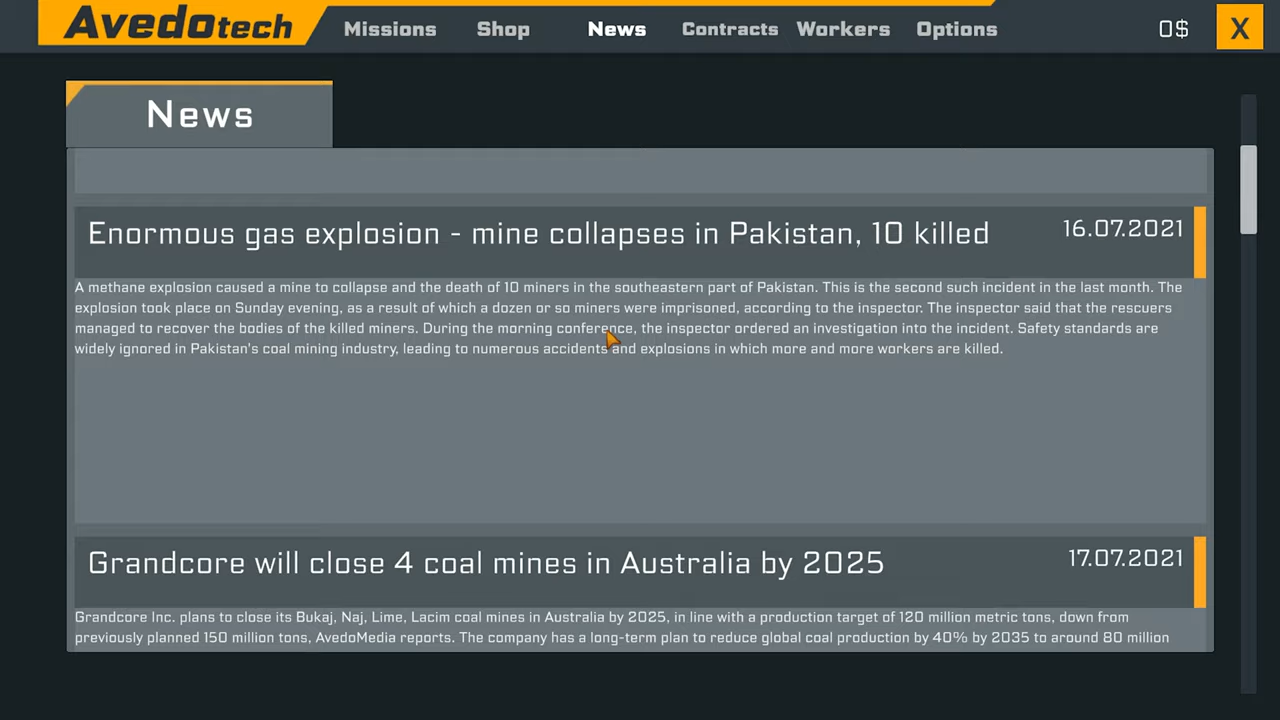 Avedotech Missions Shop News Contracts Workers Options 0$ X
News
Enormous gas explosion - mine collapses in Pakistan, 10 killed 16.07.2021
A methane explosion caused a mine to collapse and the death of 10 miners in the southeastern part of Pakistan. This is the second such incident in the last month. The
explosion took place on Sunday evening, as a result of which a dozen or so miners were imprisoned, according to the inspector. The inspector said that the rescuers
managed to recover the bodies of the killed miners. During the morning conference, the inspector ordered an investigation into the incident. Safety standards are
widely ignored in Pakistan's coal mining industry, leading to numerous accidents and explosions in which more and more workers are killed.
Grandcore will close 4 coal mines in Australia by 2025 17.07.2021
Grandcore Inc. plans to close its Bukaj, Naj, Lime, Lacim coal mines in Australia by 2025, in line with a production target of 120 million metric tons, down from
previously planned 150 million tons, AvedoMedia reports. The company has a long-term plan to reduce global coal production by 40% by 2035 to around 80 million